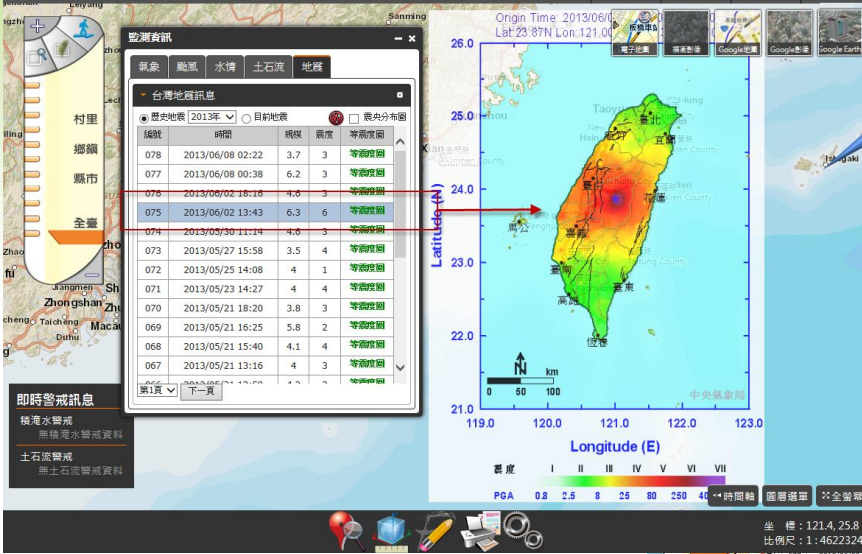 Sanming
監測資訊
氣象 颱風 水情 土石流 地震
台灣地震訊息
歷史地震 2013年 目前地震 震央分布圖
編號 時間 規模 震度 等震度圖
078 2013/06/08 02:22 3.7 3 等震度圖
077 2013/06/08 00:38 6.2 3 等震度圖
076 2013/06/02 18:16 4.6 3 等震度圖
075 2013/06/02 13:43 6.3 6 等震度圖
074 2013/05/30 11:14 4.6 3 等震度圖
073 2013/05/27 15:58 3.5 4 等震度圖
072 2013/05/25 14:08 4 1 等震度圖
071 2013/05/23 14:27 4 4 等震度圖
070 2013/05/21 18:20 3.8 3 等震度圖
069 2013/05/21 16:25 5.8 2 等震度圖
068 2013/05/21 15:40 4.1 4 等震度圖
067 2013/05/21 13:16 4 3 等震度圖
第1頁 下一頁
村里
鄉鎮
縣市
全臺
Jiangmen
Zhongshan
Taicheng
Duhu
即時警戒訊息
積淹水警戒
無積淹水警戒資料
土石流警戒
無土石流警戒資料
Origin Time: 2013/06/0
Lat:23.87N Lon:121.00
電子地圖 Google地圖 Google影像 Google Earth
26.0
25.0
24.0
23.0
22.0
21.0
Latitude (N)
臺北
新竹
宜蘭
臺中
花蓮
馬公
嘉義
臺南
高雄
臺東
恆春
Ishigaki
N
km
0 50 100
中央氣象局
119.0 120.0 121.0 122.0 123.0
Longitude (E)
震度 I II III IV V VI VII
PGA 0.8 2.5 8 25 80 250 40
時間軸 圖層選單 全螢幕
坐 標：121.4, 25.8
比例尺：1：4622324